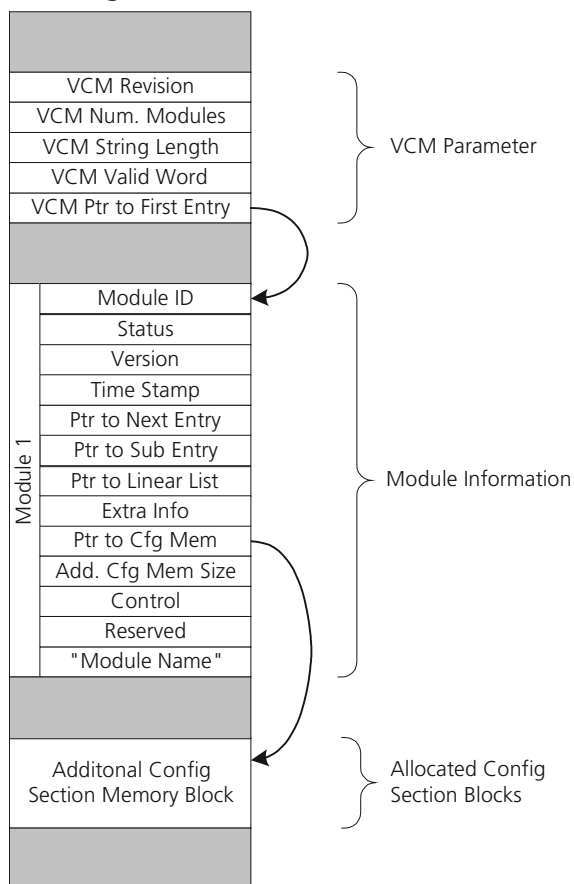 VCM Revision
VCM Num. Modules
VCM String Length
VCM Valid Word
VCM Ptr to First Entry
VCM Parameter
Module 1
Module ID
Status
Version
Time Stamp
Ptr to Next Entry
Ptr to Sub Entry
Ptr to Linear List
Extra Info
Ptr to Cfg Mem
Add. Cfg Mem Size
Control
Reserved
"Module Name"
Module Information
Additonal Config
Section Memory Block
Allocated Config
Section Blocks